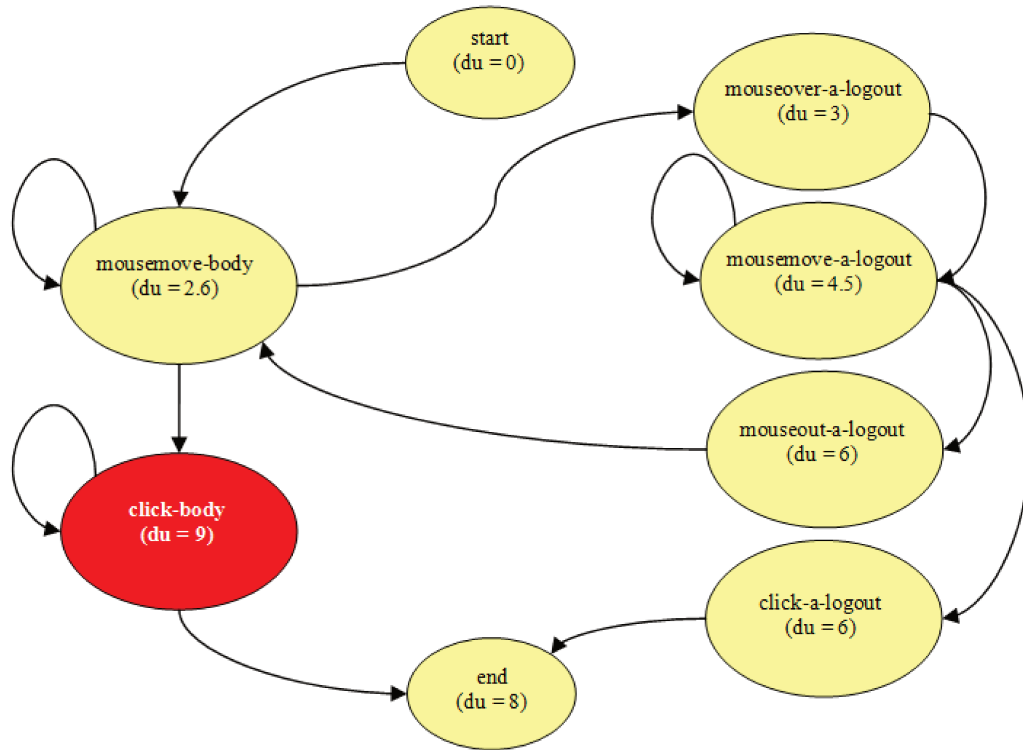 start
(du = 0)
mouseover-a-logout
(du = 3)
mousemove-body
(du = 2.6)
mousemove-a-logout
(du = 4.5)
mouseout-a-logout
(du = 6)
click-body
(du = 9)
click-a-logout
(du = 6)
end
(du = 8)